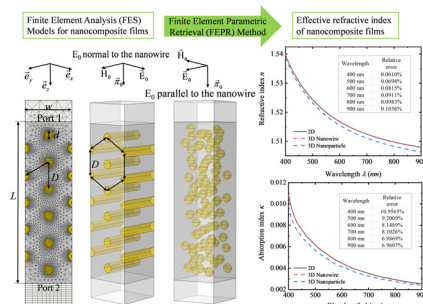 Finite Element Analysis (FES)
Models for nanocomposite films
Finite Element Parametric
Retrieval (FEPR) Method
Effective refractive index
of nanocomposite films
E₀ normal to the nanowire
E₀ parallel to the nanowire
Port 1
Port 2
w
d
D
L
D
Refractive index n
1.54
1.53
1.52
1.51
Wavelength Relative error
400 nm 0.0610%
500 nm 0.0698%
600 nm 0.0815%
700 nm 0.0911%
800 nm 0.0983%
900 nm 0.1036%
2D
3D Nanowire
3D Nanoparticle
400 500 600 700 800 900
Wavelength λ (nm)
Absorption index κ
0.012
0.010
0.008
0.006
0.004
0.002
0.000
Wavelength Relative error
400 nm 10.9565%
500 nm 9.2009%
600 nm 8.1489%
700 nm 8.1026%
800 nm 6.8869%
900 nm 6.9607%
2D
3D Nanowire
3D Nanoparticle
400 500 600 700 800 900